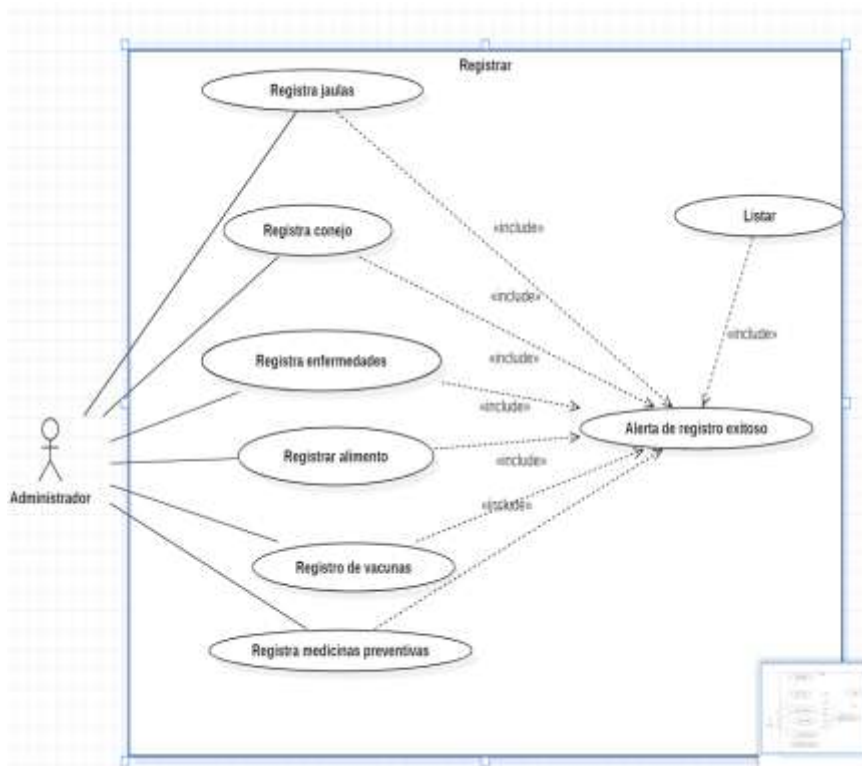 Registrar
Registra jaulas
Registra conejo
«include»
Listar
«include»
«include»
Registra enfermedades
«include»
«include»
Alerta de registro exitoso
Registrar alimento
«include»
Administrador
«include»
Registro de vacunas
Registra medicinas preventivas